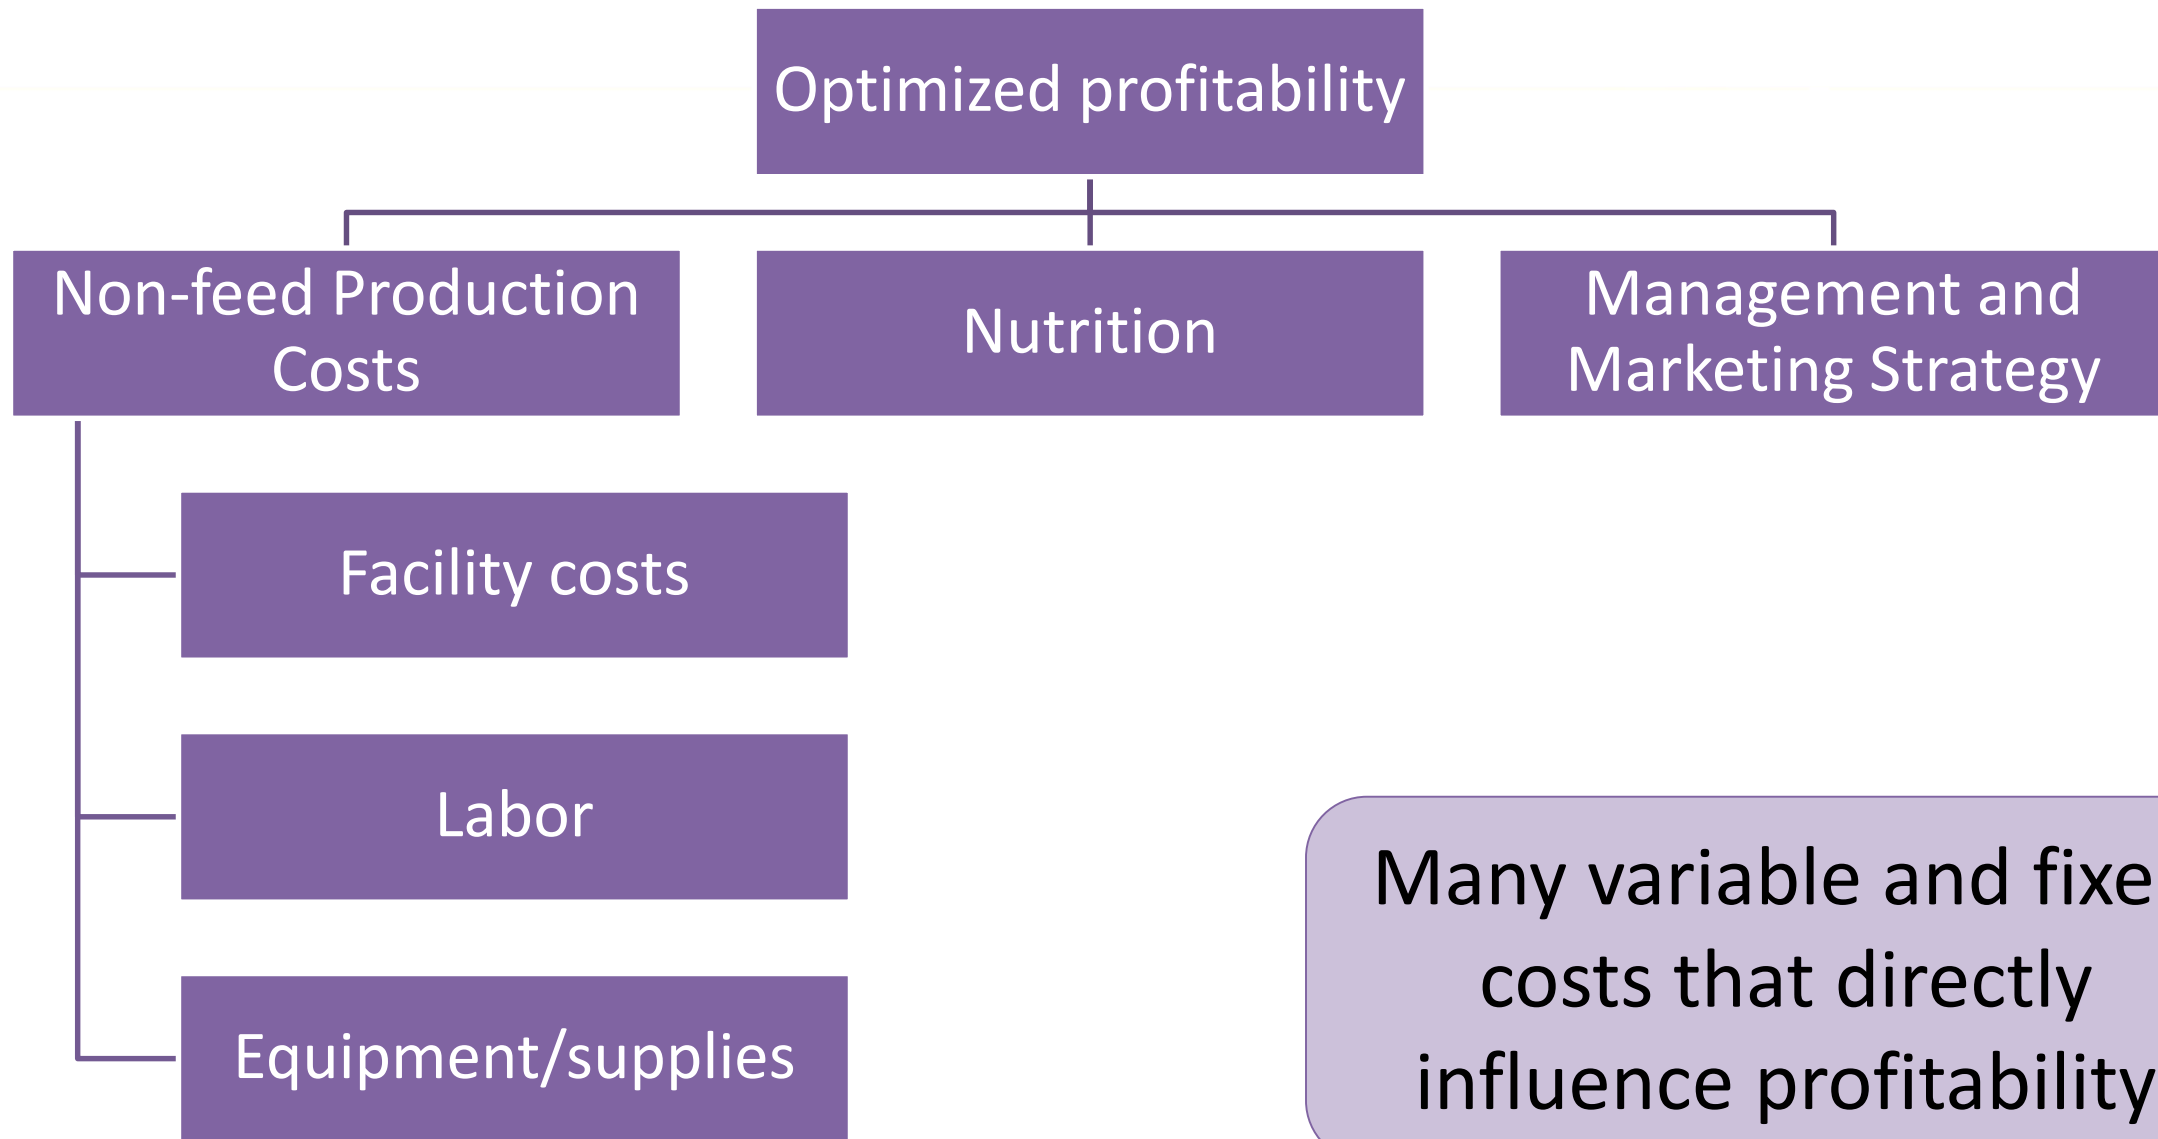 Optimized profitability
Non-feed Production
Costs
Nutrition
Management and
Marketing Strategy
Facility costs
Labor
Equipment/supplies
Many variable and fixe
costs that directly
influence profitability